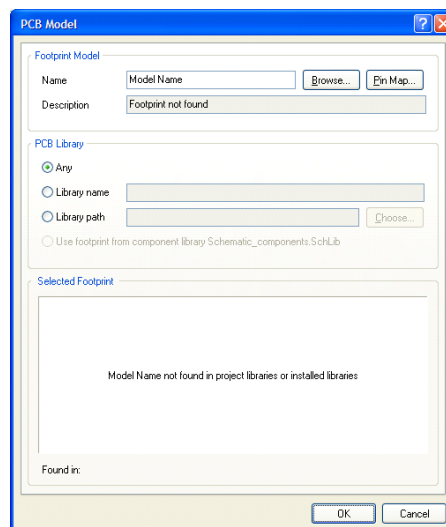 PCB Model
Footprint Model
Name Model Name Browse... Pin Map...
Description Footprint not found
PCB Library
Any
Library name
Library path Choose...
Use footprint from component library Schematic_components.SchLib
Selected Footprint
Model Name not found in project libraries or installed libraries
Found in:
OK Cancel